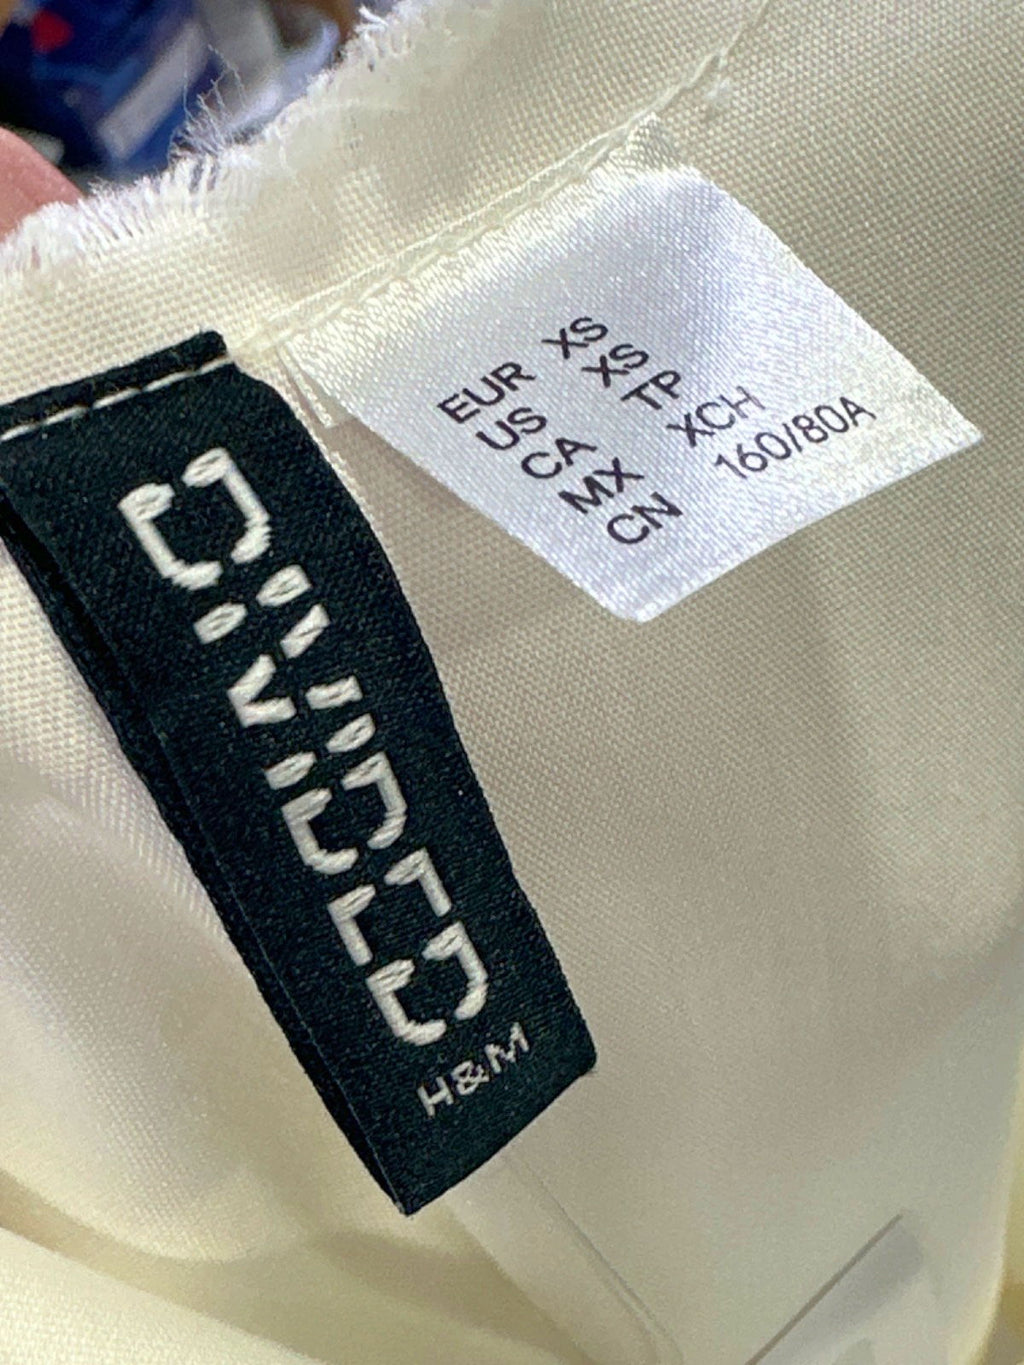 DIVIDED
H&M
EUR XS
US XS
CA TP
MX XCH
CN 160/80A